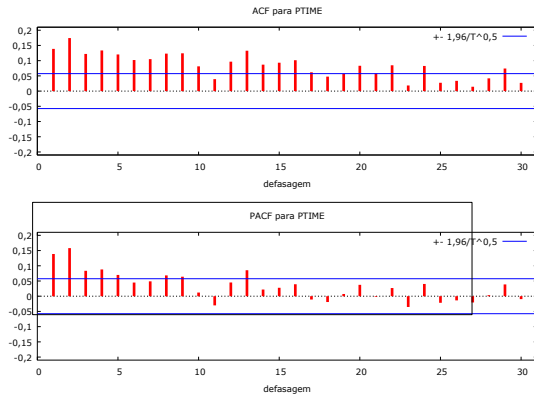 ACF para PTIME
+- 1,96/T^0,5
0,2
0,15
0,1
0,05
0
-0,05
-0,1
-0,15
-0,2
0 5 10 15 20 25 30
defasagem
PACF para PTIME
+- 1,96/T^0,5
0,2
0,15
0,1
0,05
0
-0,05
-0,1
-0,15
-0,2
0 5 10 15 20 25 30
defasagem